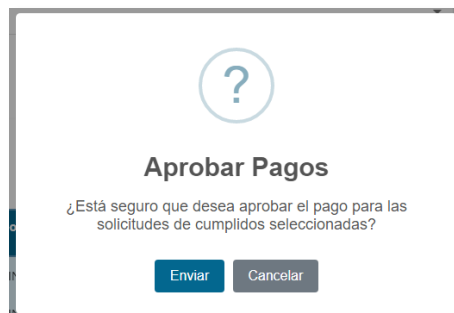 ?
Aprobar Pagos
¿Está seguro que desea aprobar el pago para las
solicitudes de cumplidos seleccionadas?
Enviar Cancelar